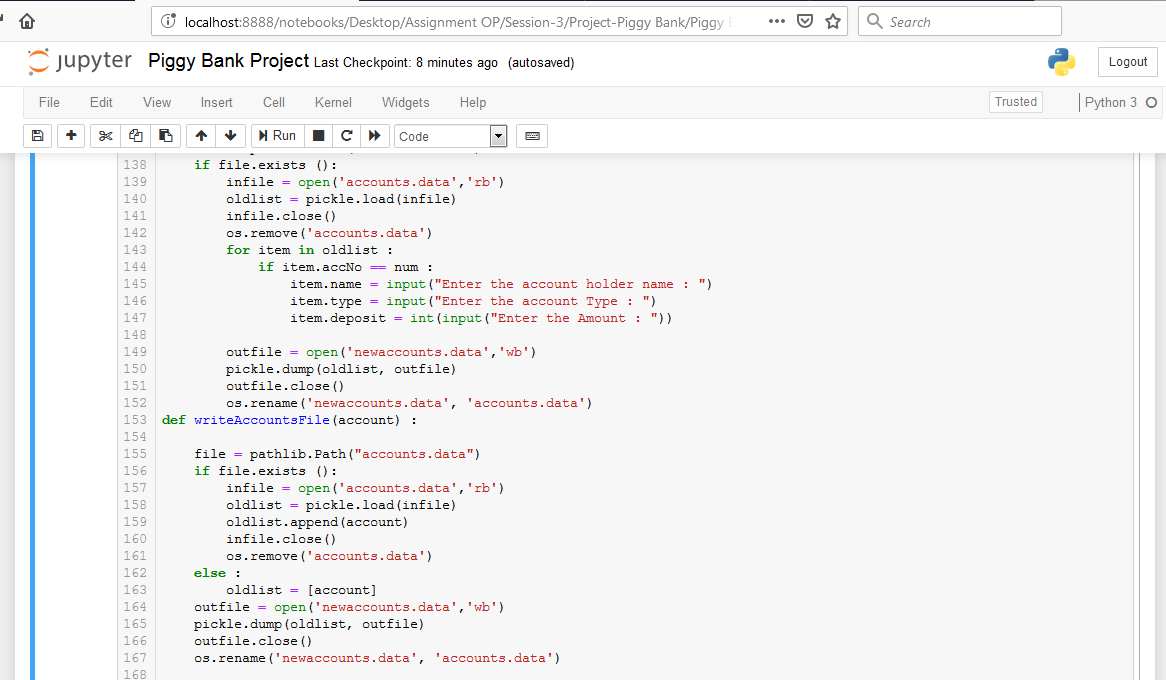 localhost:8888/notebooks/Desktop/Assignment OP/Session-3/Project-Piggy Bank/Piggy
Search
jupyter Piggy Bank Project Last Checkpoint: 8 minutes ago (autosaved)
Logout
File Edit View Insert Cell Kernel Widgets Help
Trusted
Python 3
Run
Code
138     if file.exists ():
139         infile = open('accounts.data','rb')
140         oldlist = pickle.load(infile)
141         infile.close()
142         os.remove('accounts.data')
143         for item in oldlist :
144             if item.accNo == num :
145                 item.name = input("Enter the account holder name : ")
146                 item.type = input("Enter the account Type : ")
147                 item.deposit = int(input("Enter the Amount : "))
148
149         outfile = open('newaccounts.data','wb')
150         pickle.dump(oldlist, outfile)
151         outfile.close()
152         os.rename('newaccounts.data', 'accounts.data')
153 def writeAccountsFile(account) :
154
155     file = pathlib.Path("accounts.data")
156     if file.exists ():
157         infile = open('accounts.data','rb')
158         oldlist = pickle.load(infile)
159         oldlist.append(account)
160         infile.close()
161         os.remove('accounts.data')
162     else :
163         oldlist = [account]
164     outfile = open('newaccounts.data','wb')
165     pickle.dump(oldlist, outfile)
166     outfile.close()
167     os.rename('newaccounts.data', 'accounts.data')
168